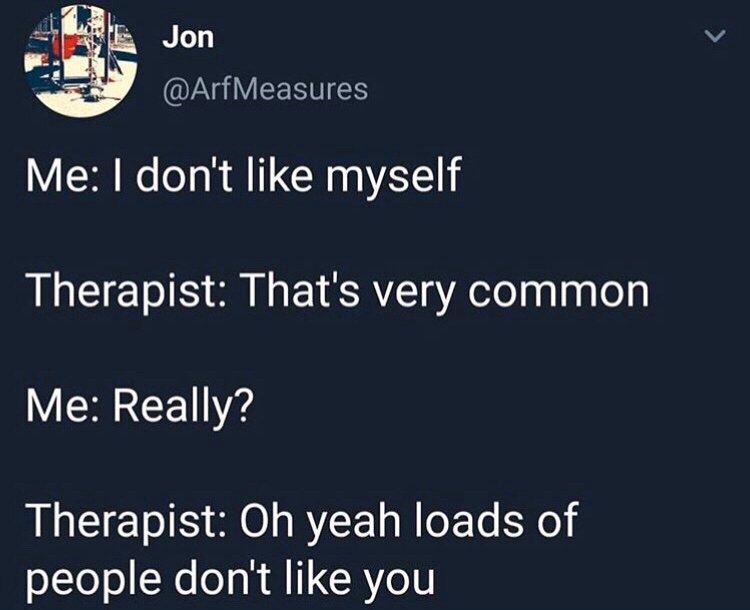 Jon
@ArfMeasures
Me: I don't like myself
Therapist: That's very common
Me: Really?
Therapist: Oh yeah loads of
people don't like you